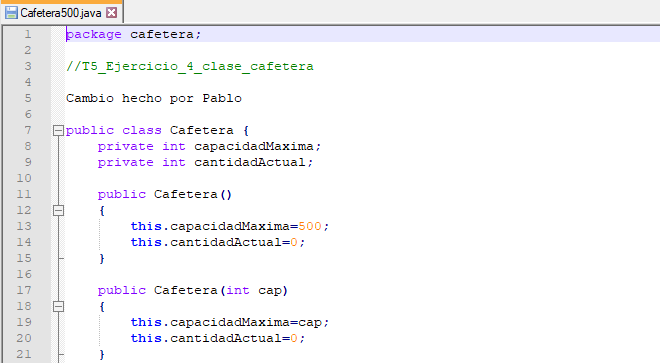 Cafetera500.java
1 package cafetera;
2
3 //T5_Ejercicio_4_clase_cafetera
4
5 Cambio hecho por Pablo
6
7 public class Cafetera {
8 private int capacidadMaxima;
9 private int cantidadActual;
10
11 public Cafetera()
12 {
13 this.capacidadMaxima=500;
14 this.cantidadActual=0;
15 }
16
17 public Cafetera(int cap)
18 {
19 this.capacidadMaxima=cap;
20 this.cantidadActual=0;
21 }